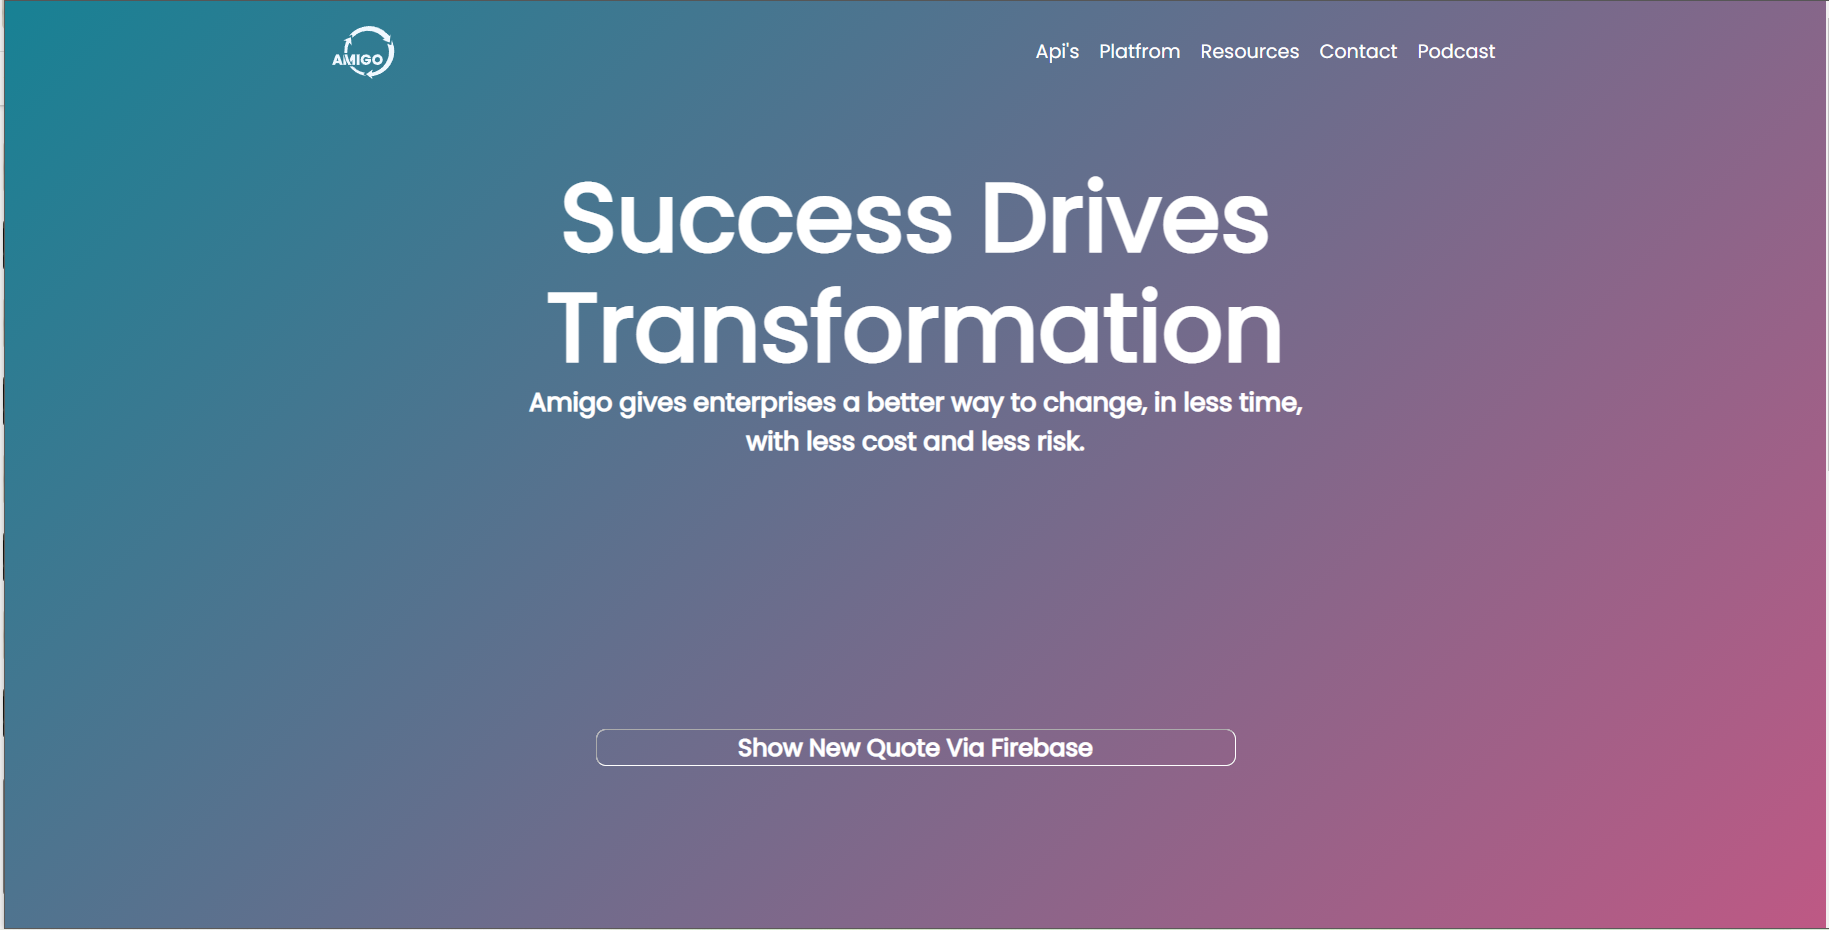 AMIGO
Api's Platfrom Resources Contact Podcast
Success Drives
Transformation
Amigo gives enterprises a better way to change, in less time,
with less cost and less risk.
Show New Quote Via Firebase